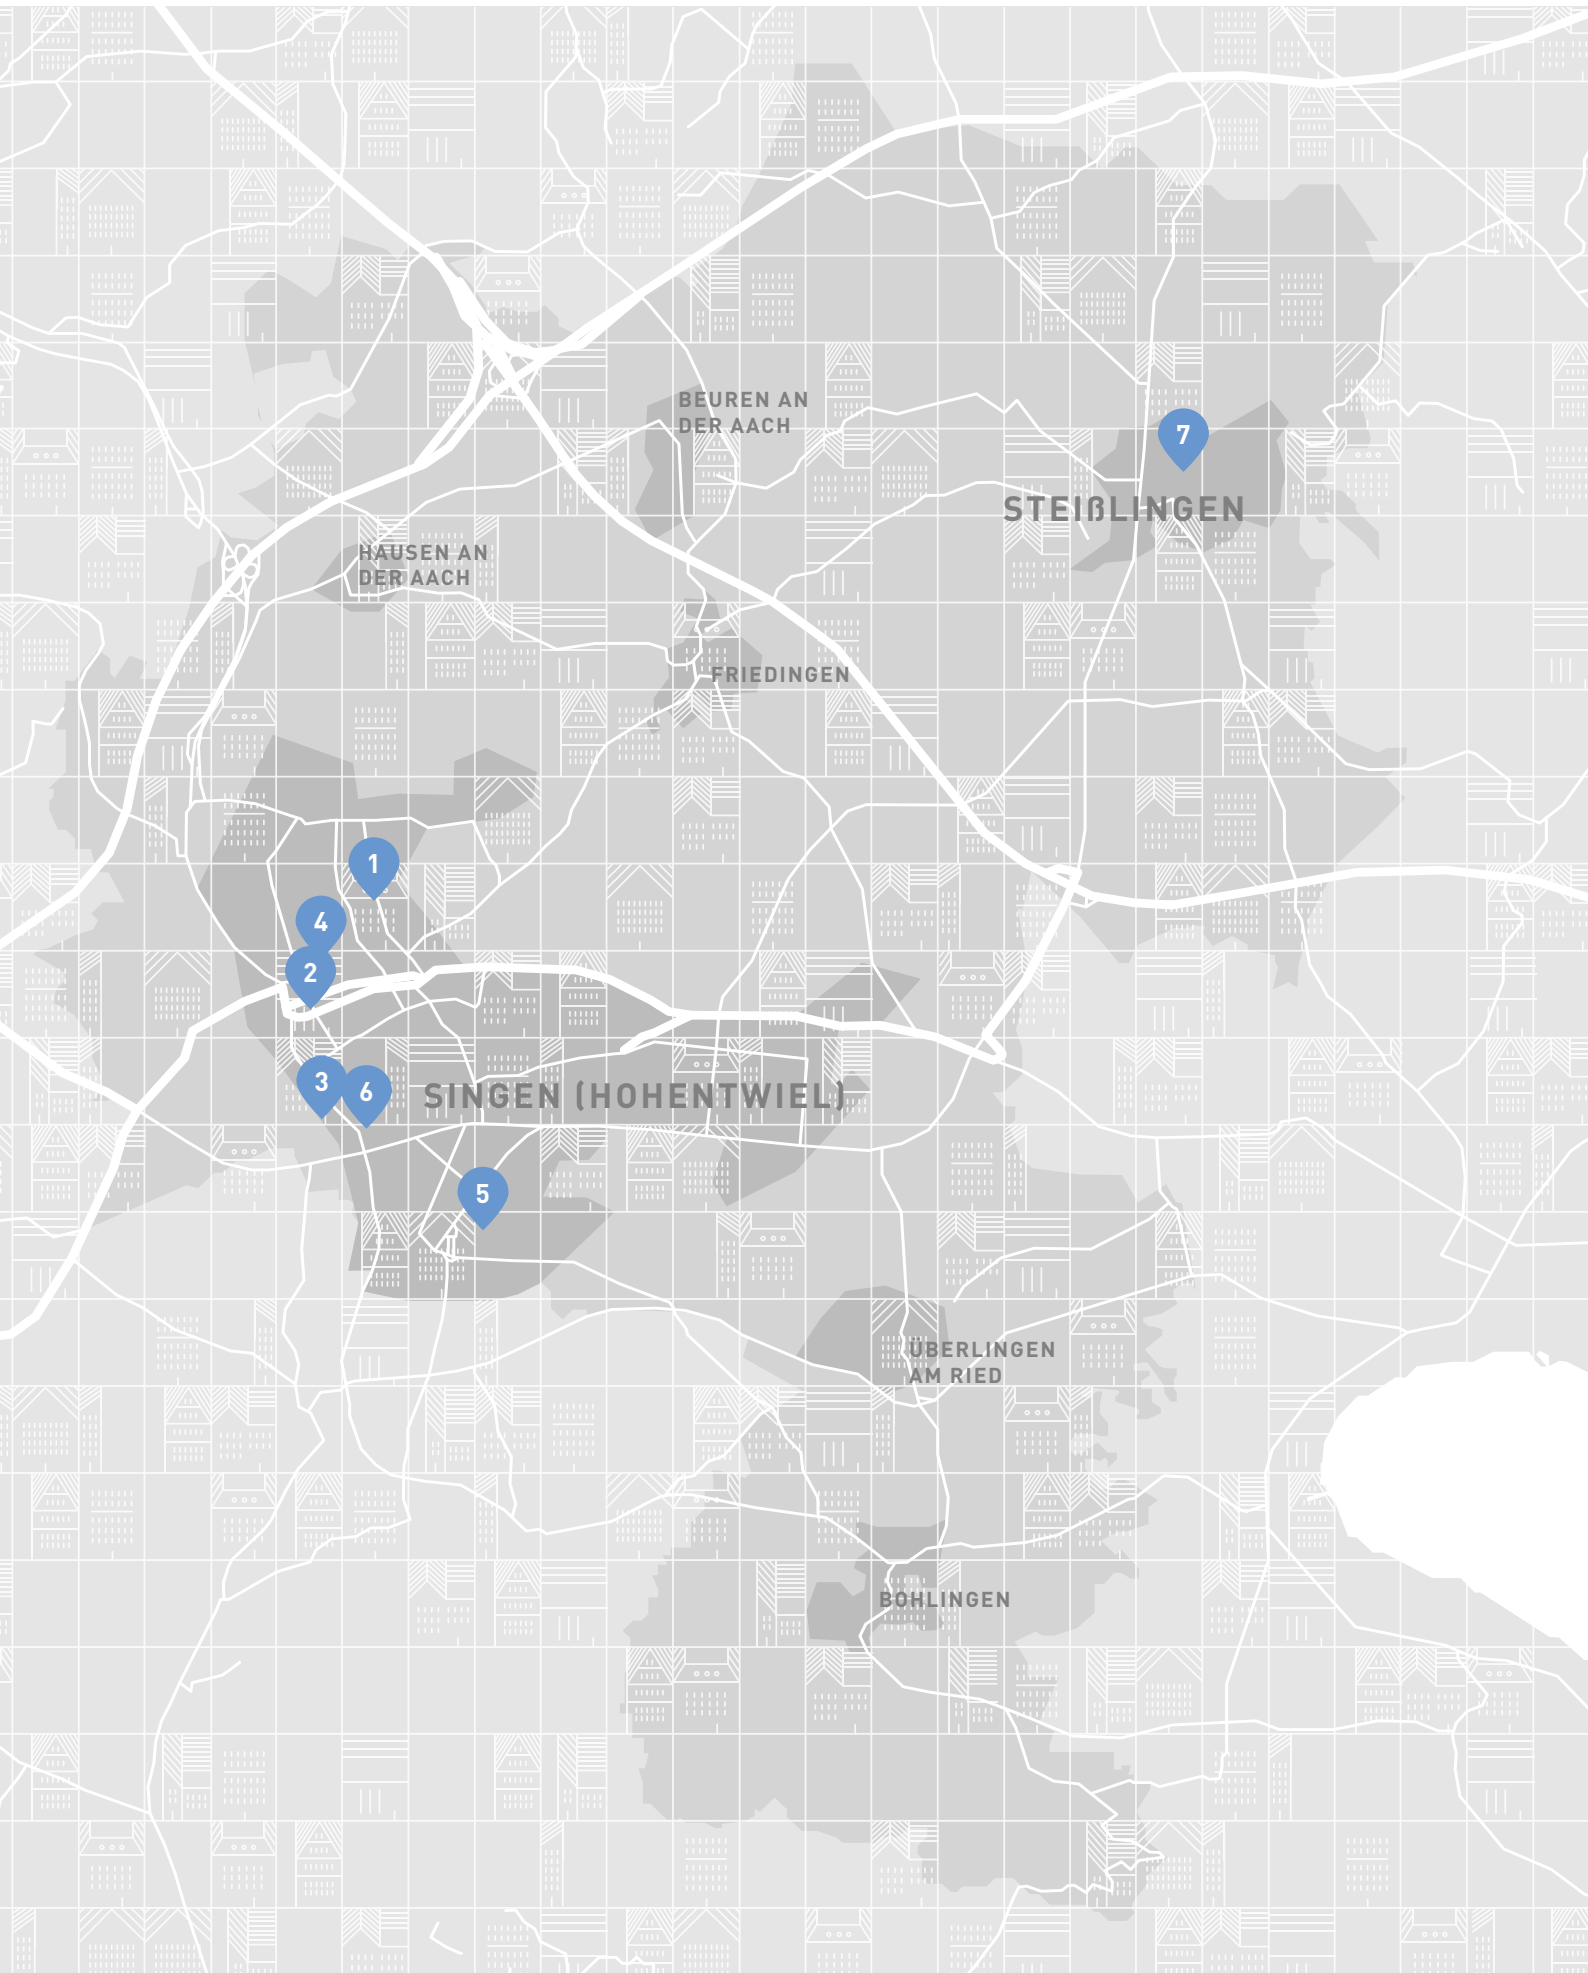 BEUREN AN
DER AACH
7
STEIßLINGEN
HAUSEN AN
DER AACH
FRIEDINGEN
1
4
2
3
6
SINGEN (HOHENTWIEL)
5
ÜBERLINGEN
AM RIED
BOHLINGEN